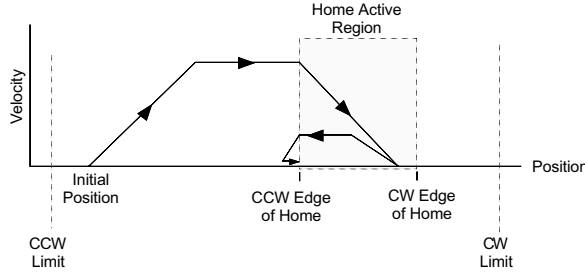 Home Active
Region
Velocity
Position
Initial
Position
CCW Edge
of Home
CW Edge
of Home
CCW
Limit
CW
Limit